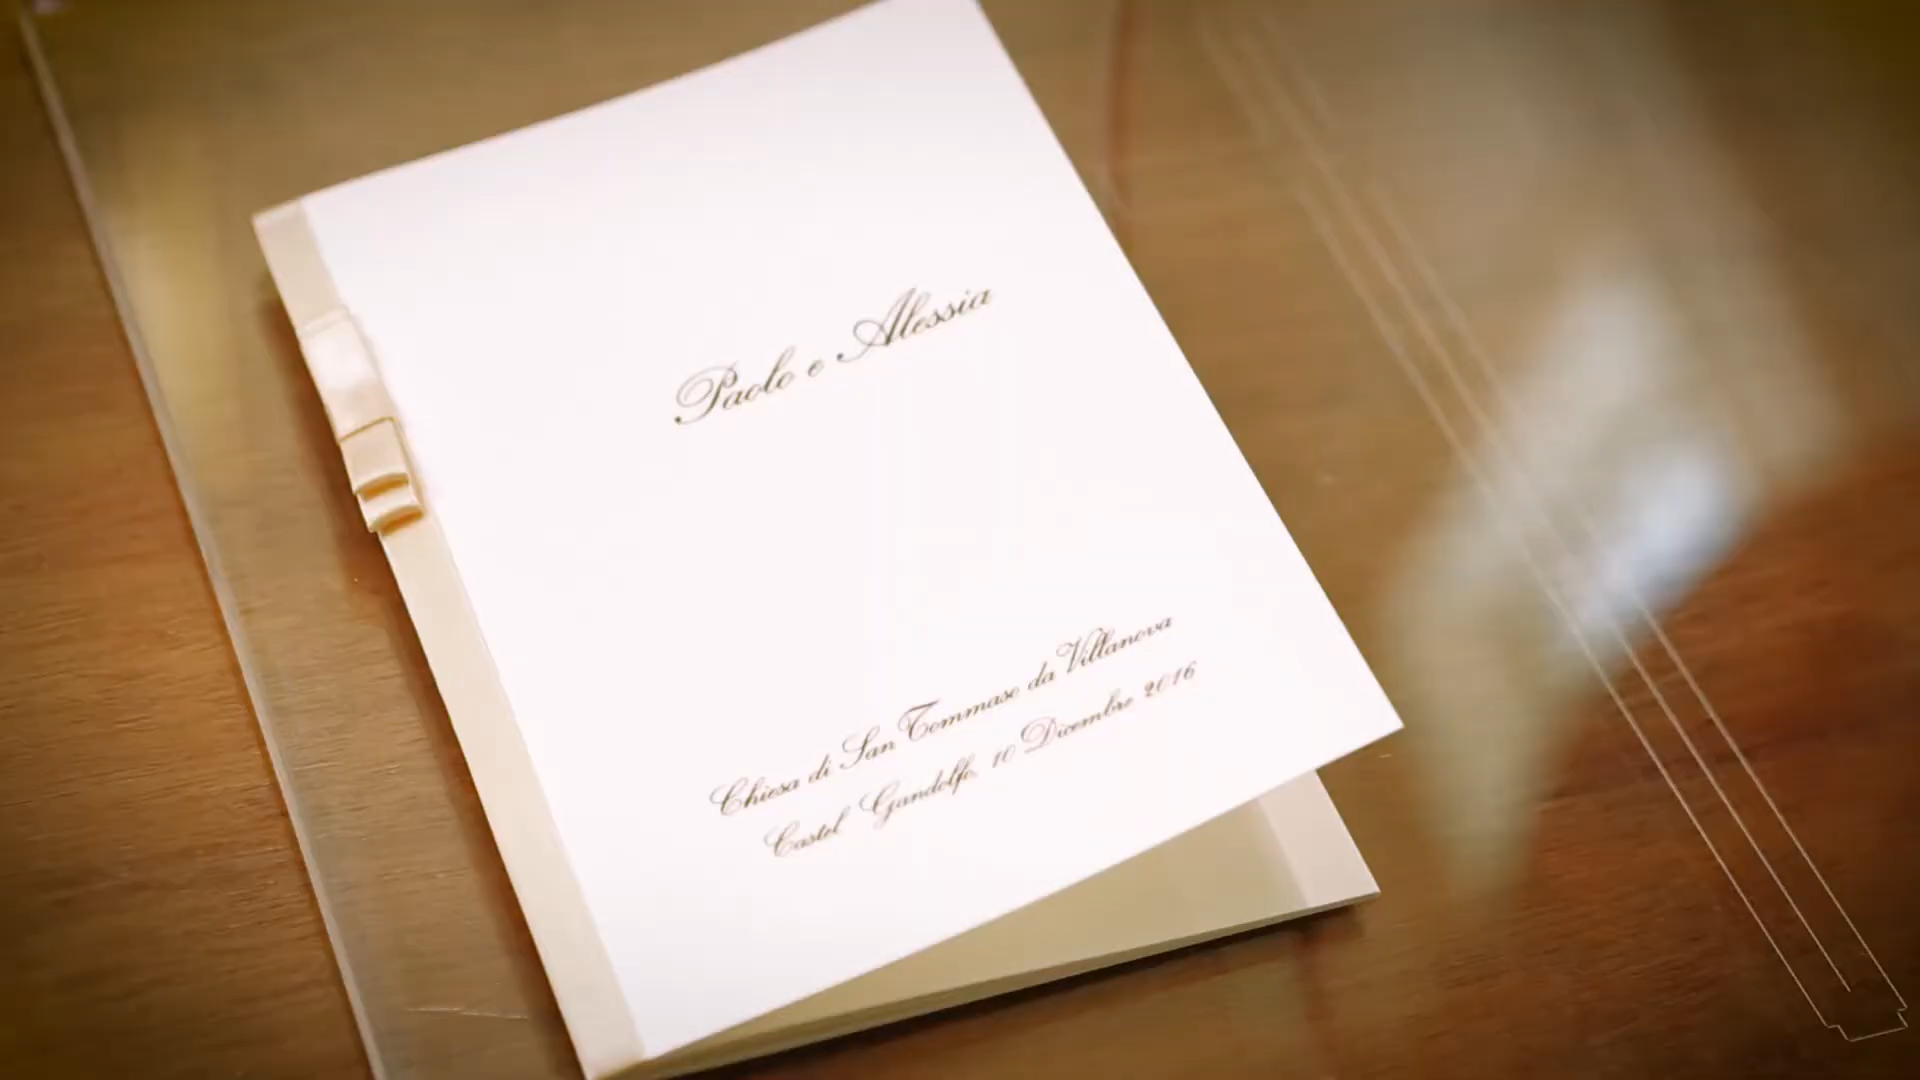 Paolo e Alessia
Chiesa di San Tommaso da Villanova
Castel Gandolfo, 10 Dicembre 2016